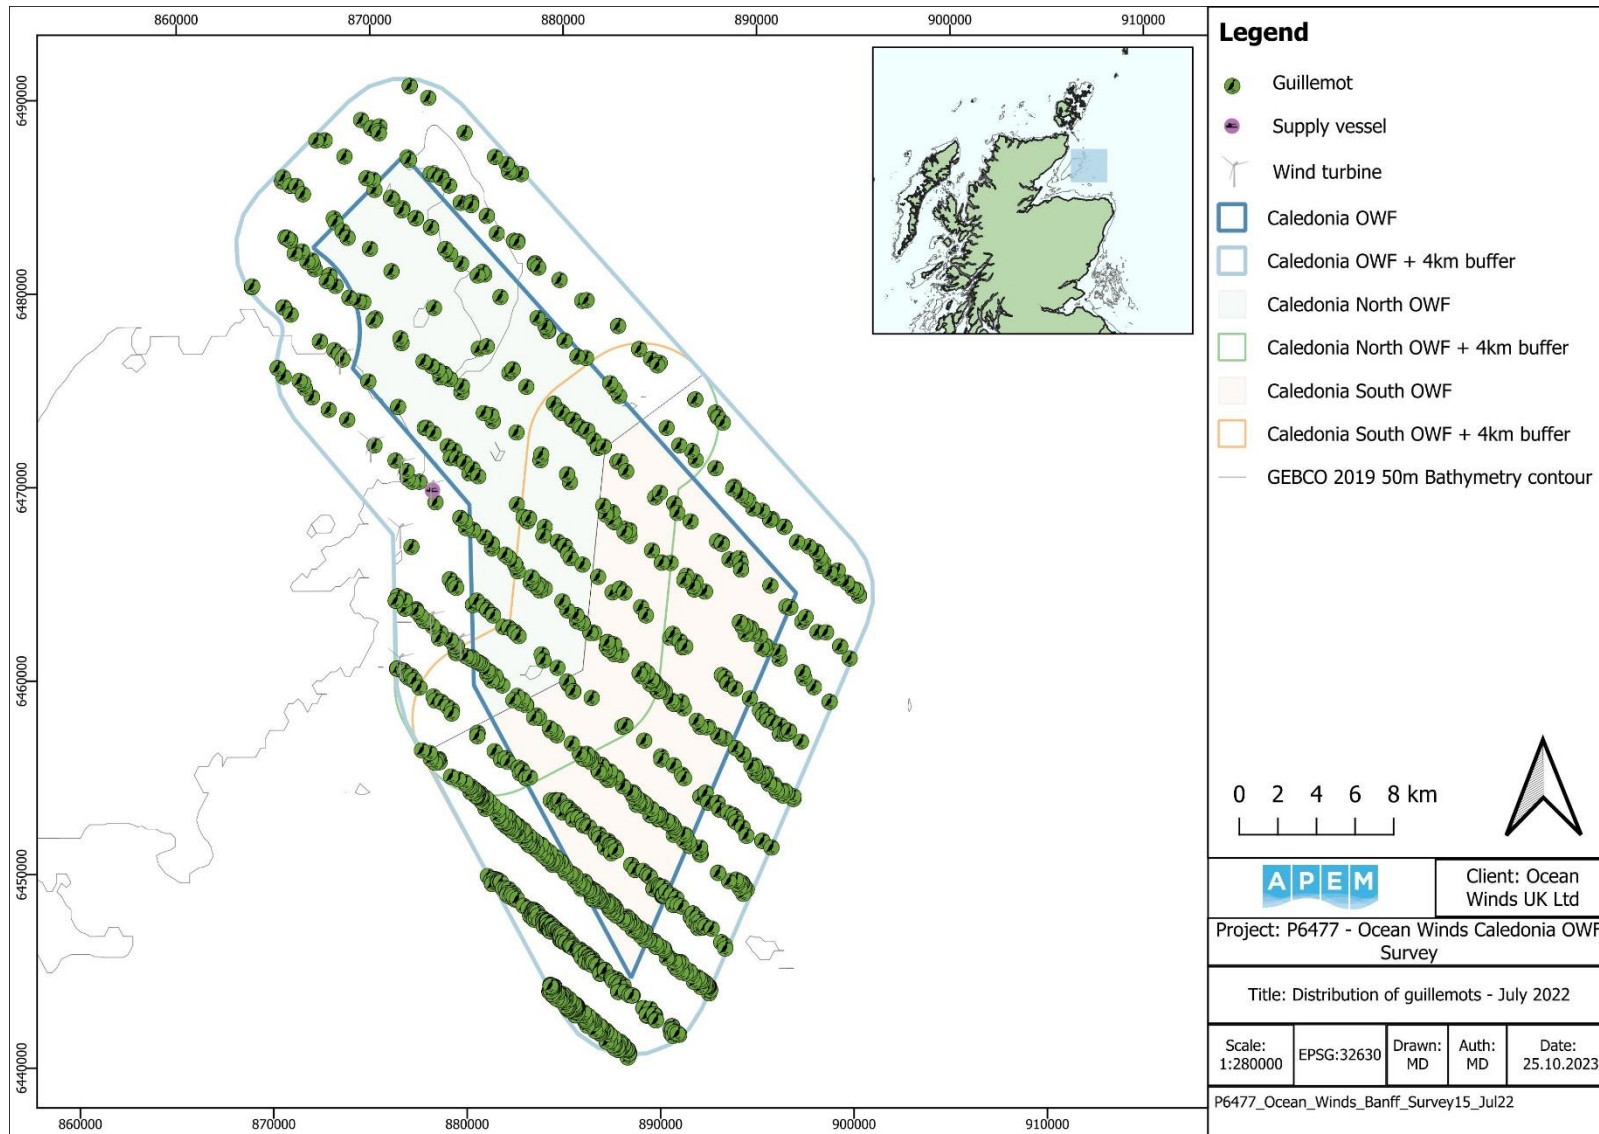 860000 870000 880000 890000 900000 910000
6490000
6480000
6470000
6460000
6450000
6440000
860000 870000 880000 890000 900000 910000
Legend
Guillemot
Supply vessel
Wind turbine
Caledonia OWF
Caledonia OWF + 4km buffer
Caledonia North OWF
Caledonia North OWF + 4km buffer
Caledonia South OWF
Caledonia South OWF + 4km buffer
GEBCO 2019 50m Bathymetry contour
0 2 4 6 8 km
APEM
Client: Ocean
Winds UK Ltd
Project: P6477 - Ocean Winds Caledonia OWF
Survey
Title: Distribution of guillemots - July 2022
Scale:
1:280000
EPSG:32630
Drawn:
MD
Auth:
MD
Date:
25.10.2023
P6477_Ocean_Winds_Banff_Survey15_Jul22